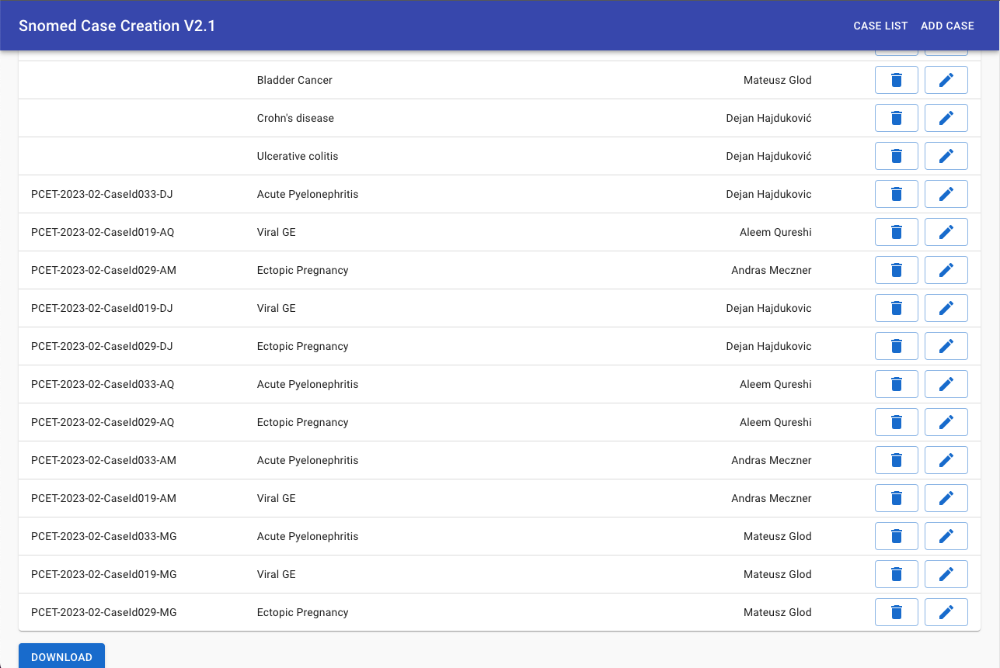 Snomed Case Creation V2.1 CASE LIST ADD CASE
Bladder Cancer Mateusz Glod
Crohn's disease Dejan Hajduković
Ulcerative colitis Dejan Hajduković
PCET-2023-02-CaseId033-DJ Acute Pyelonephritis Dejan Hajdukovic
PCET-2023-02-CaseId019-AQ Viral GE Aleem Qureshi
PCET-2023-02-CaseId029-AM Ectopic Pregnancy Andras Meczner
PCET-2023-02-CaseId019-DJ Viral GE Dejan Hajdukovic
PCET-2023-02-CaseId029-DJ Ectopic Pregnancy Dejan Hajdukovic
PCET-2023-02-CaseId033-AQ Acute Pyelonephritis Aleem Qureshi
PCET-2023-02-CaseId029-AQ Ectopic Pregnancy Aleem Qureshi
PCET-2023-02-CaseId033-AM Acute Pyelonephritis Andras Meczner
PCET-2023-02-CaseId019-AM Viral GE Andras Meczner
PCET-2023-02-CaseId033-MG Acute Pyelonephritis Mateusz Glod
PCET-2023-02-CaseId019-MG Viral GE Mateusz Glod
PCET-2023-02-CaseId029-MG Ectopic Pregnancy Mateusz Glod
DOWNLOAD